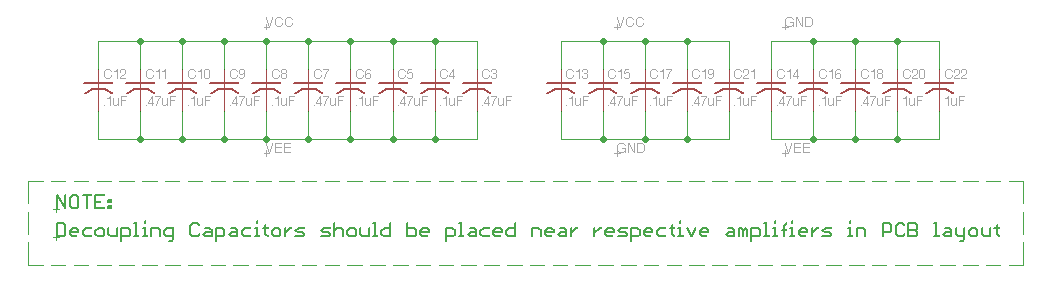 VCC VCC GND
C12 C11 C10 C9 C8 C7 C6 C5 C4 C3 C13 C15 C17 C19 C21 C14 C16 C18 C20 C22
.1uF .47uF .1uF .47uF .1uF .47uF .1uF .47uF .1uF .47uF .1uF .47uF .1uF .47uF 1uF .47uF .1uF .47uF 1uF 1uF
VEE GND VEE
NOTE:
Decoupling Capacitors should be placed near respective amplifiers in PCB layout